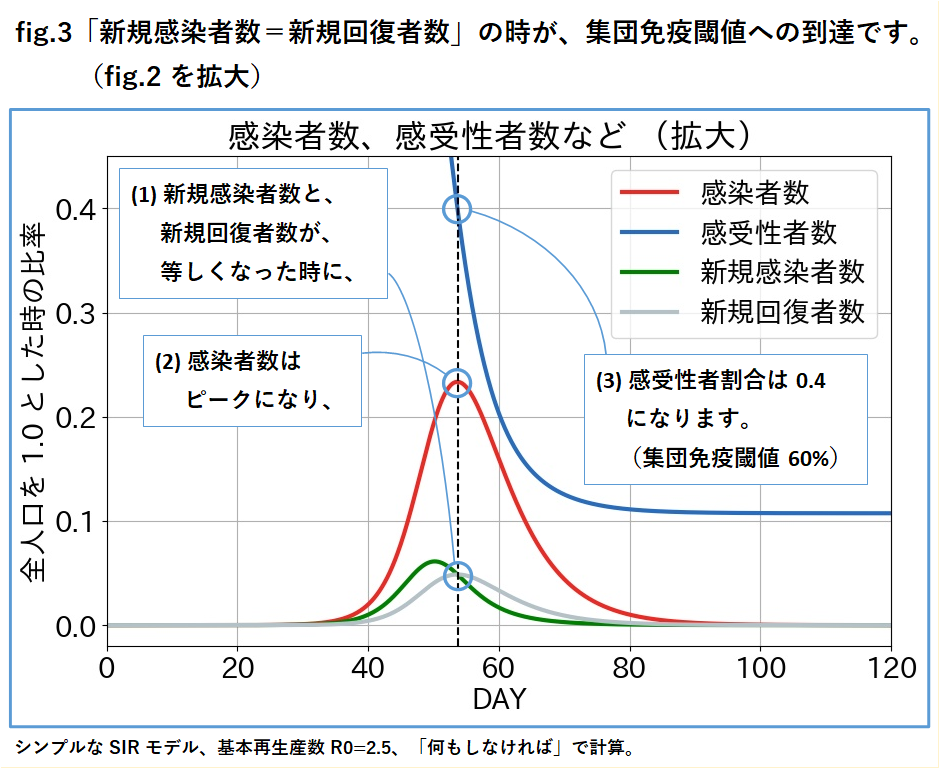 fig.3「新規感染者数＝新規回復者数」の時が、集団免疫閾値への到達です。
（fig.2 を拡大）
感染者数、感受性者数など （拡大）
(1) 新規感染者数と、
新規回復者数が、
等しくなった時に、
(2) 感染者数は
ピークになり、
(3) 感受性者割合は 0.4
になります。
（集団免疫閾値 60%）
感染者数
感受性者数
新規感染者数
新規回復者数
全人口を 1.0 とした時の比率
0.4
0.3
0.2
0.1
0.0
0 20 40 60 80 100 120
DAY
シンプルな SIR モデル、基本再生産数 R0=2.5、「何もしなければ」で計算。